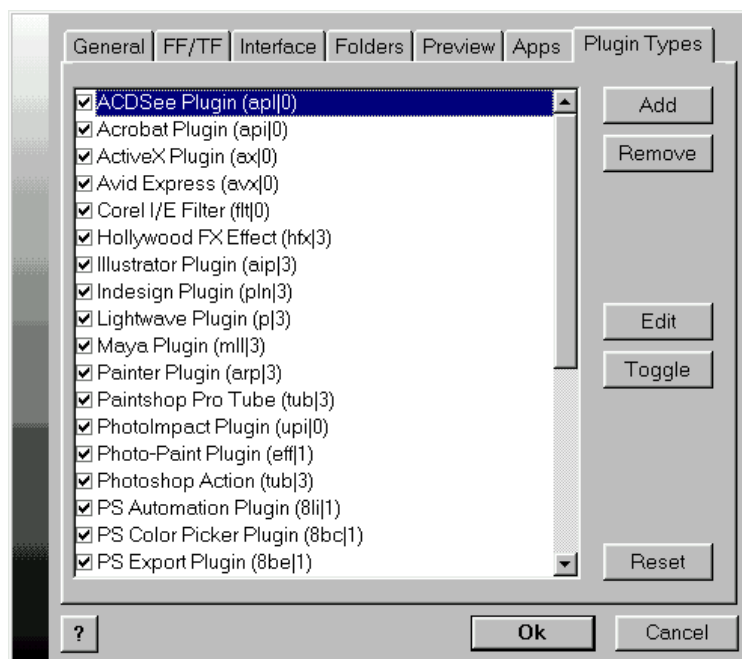 General FF/TF Interface Folders Preview Apps Plugin Types
ACDSee Plugin (apl|0)
Acrobat Plugin (api|0)
ActiveX Plugin (ax|0)
Avid Express (avx|0)
Corel I/E Filter (flt|0)
Hollywood FX Effect (hfx|3)
Illustrator Plugin (aip|3)
Indesign Plugin (pln|3)
Lightwave Plugin (p|3)
Maya Plugin (mll|3)
Painter Plugin (arp|3)
Paintshop Pro Tube (tub|3)
PhotoImpact Plugin (upi|0)
Photo-Paint Plugin (eff|1)
Photoshop Action (tub|3)
PS Automation Plugin (8li|1)
PS Color Picker Plugin (8bc|1)
PS Export Plugin (8be|1)
Add
Remove
Edit
Toggle
Reset
?
Ok
Cancel